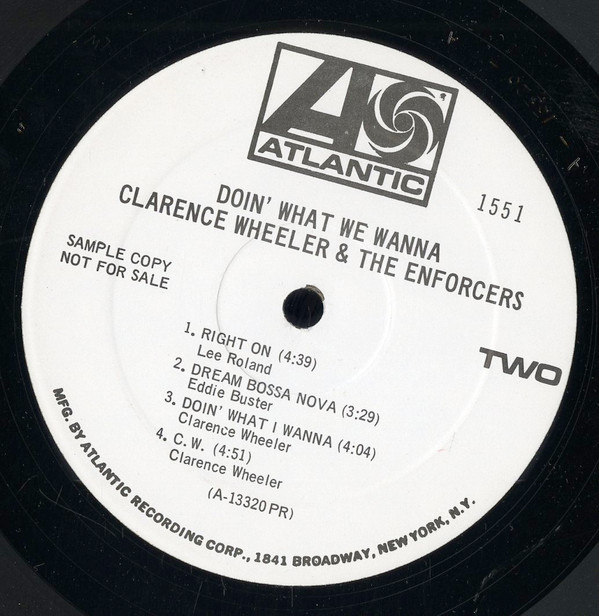 ATLANTIC
1551
DOIN' WHAT WE WANNA
CLARENCE WHEELER & THE ENFORCERS
SAMPLE COPY
NOT FOR SALE
TWO
1. RIGHT ON (4:39)
Lee Roland
2. DREAM BOSSA NOVA (3:29)
Eddie Buster
3. DOIN' WHAT I WANNA (4:04)
Clarence Wheeler
4. C.W. (4:51)
Clarence Wheeler
(A-13320 PR)
MFG. BY ATLANTIC RECORDING CORP., 1841 BROADWAY, NEW YORK, N.Y.